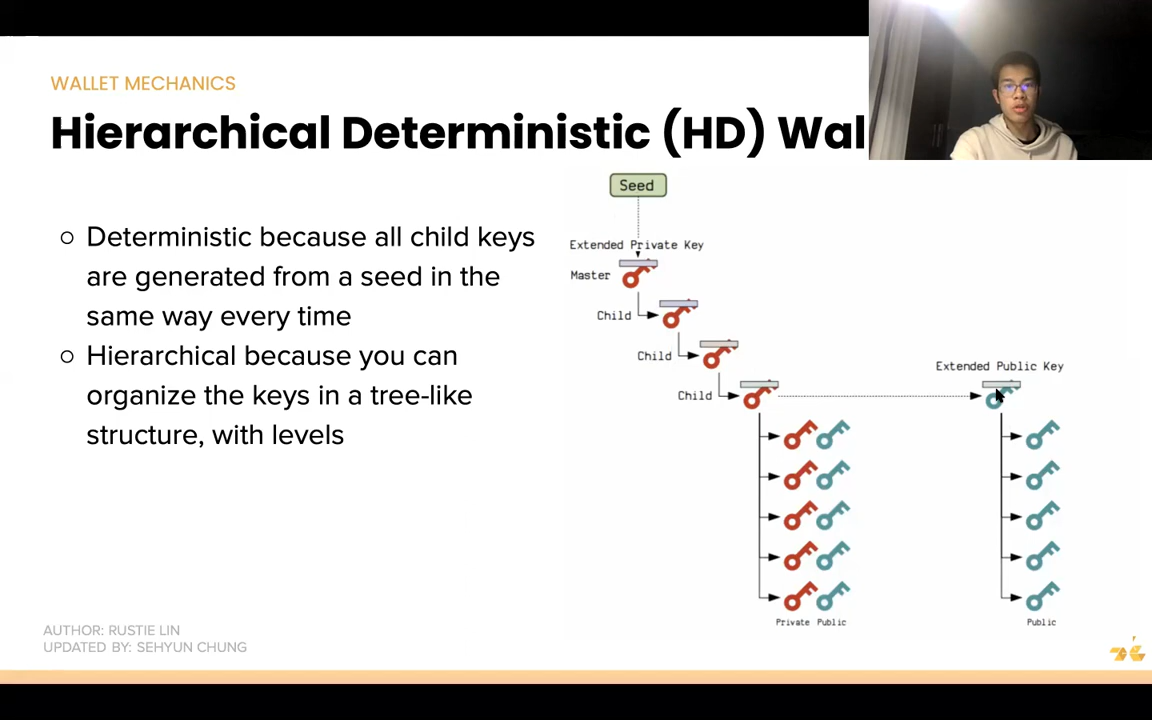 WALLET MECHANICS
Hierarchical Deterministic (HD) Wal
Seed
Deterministic because all child keys
are generated from a seed in the
same way every time
Hierarchical because you can
organize the keys in a tree-like
structure, with levels
Extended Private Key
Master
Child
Child
Child
Extended Public Key
Private Public
Public
AUTHOR: RUSTIE LIN
UPDATED BY: SEHYUN CHUNG